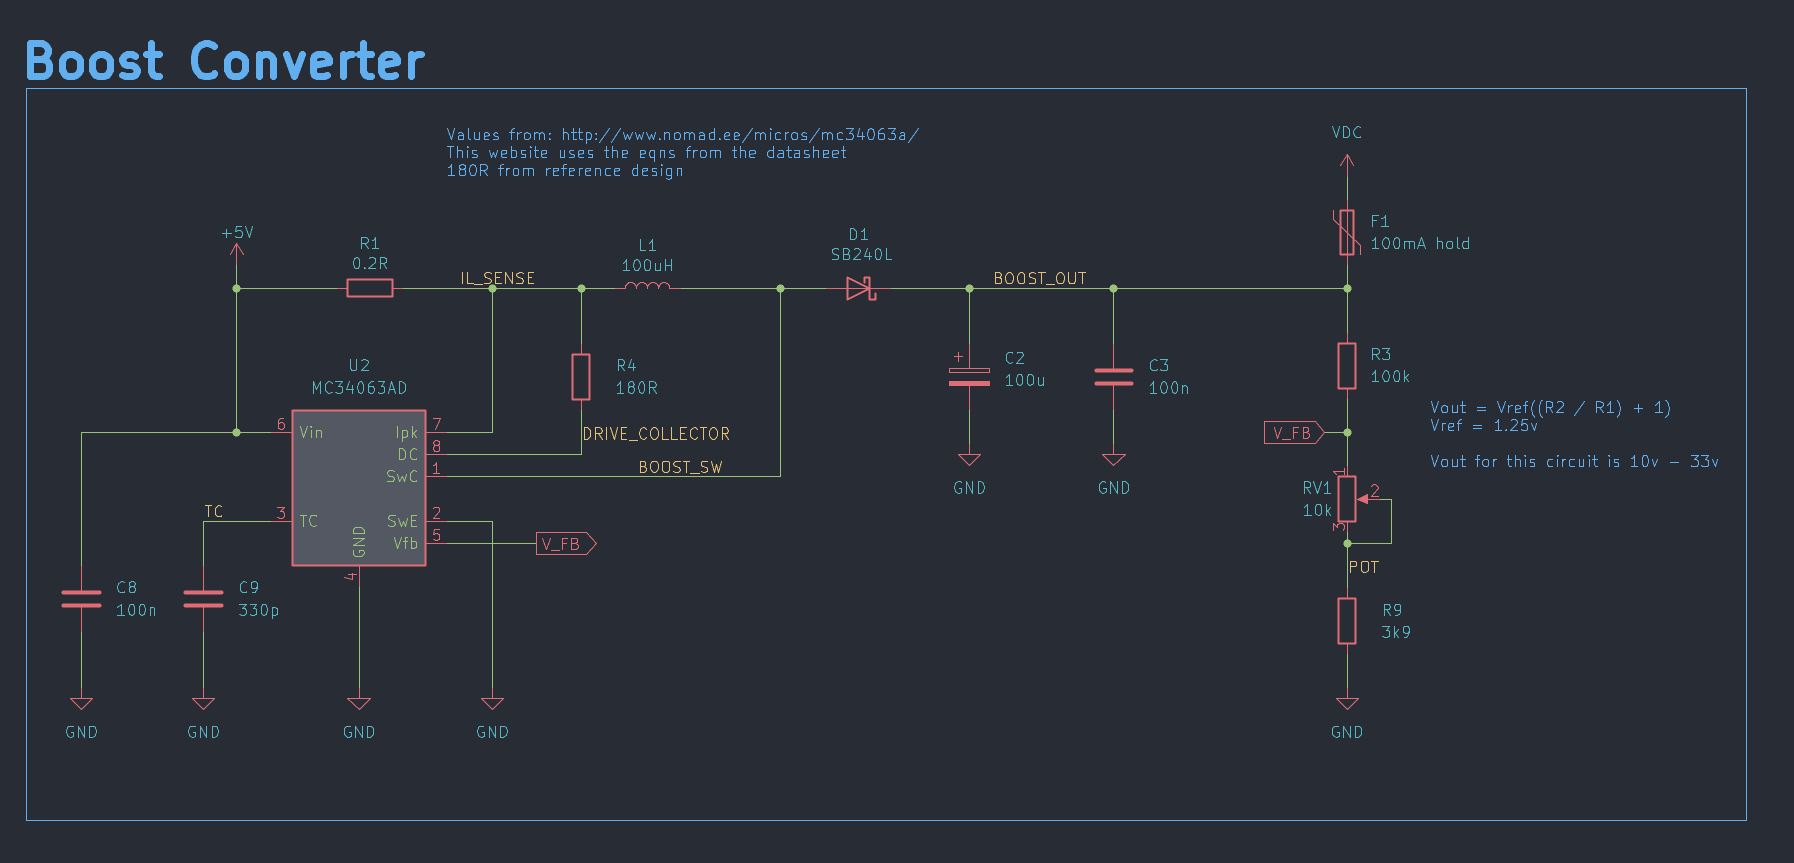 Boost Converter
Values from: http://www.nomad.ee/micros/mc34063a/
This website uses the eqns from the datasheet
180R from reference design
VDC
F1
100mA hold
+5V
R1
0.2R
IL_SENSE
L1
100uH
D1
SB240L
BOOST_OUT
U2
MC34063AD
R4
180R
+
C2
100u
C3
100n
R3
100k
6
Vin
Ipk
7
DC
8
SwC
1
DRIVE_COLLECTOR
BOOST_SW
V_FB
Vout = Vref((R2 / R1) + 1)
Vref = 1.25v
Vout for this circuit is 10v - 33v
GND
GND
RV1
10k
1
2
3
POT
TC
3
TC
GND
4
SwE
2
Vfb
5
V_FB
C8
100n
C9
330p
R9
3k9
GND
GND
GND
GND
GND